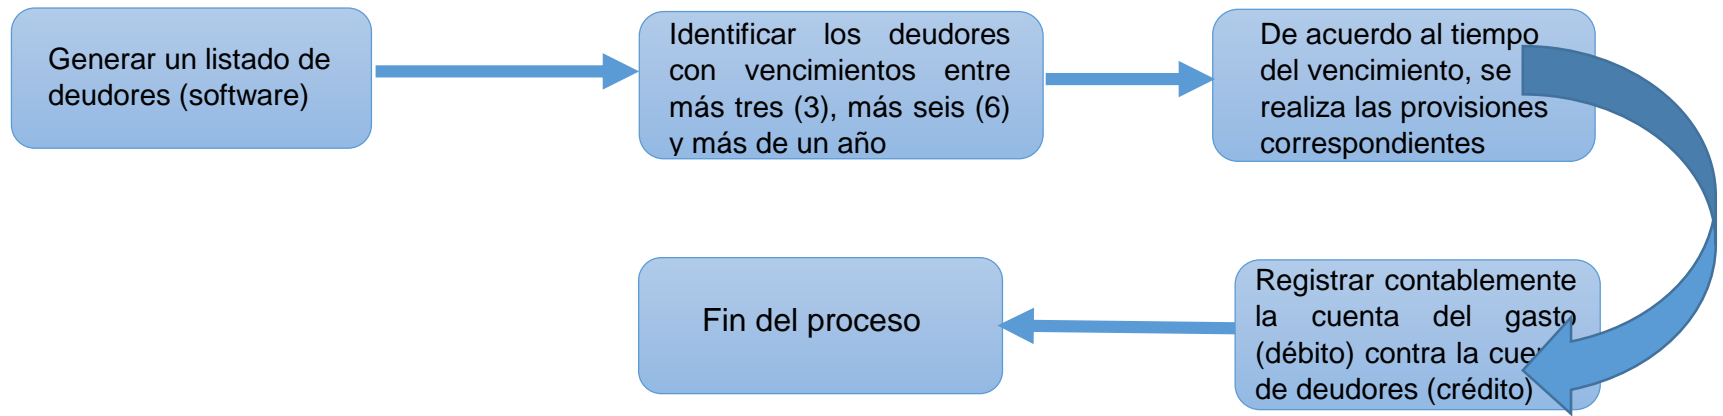 Generar un listado de
deudores (software)
Identificar los deudores
con vencimientos entre
más tres (3), más seis (6)
y más de un año
De acuerdo al tiempo
del vencimiento, se
realiza las provisiones
correspondientes
Registrar contablemente
la cuenta del gasto
(débito) contra la
de deudores (crédito)
Fin del proceso